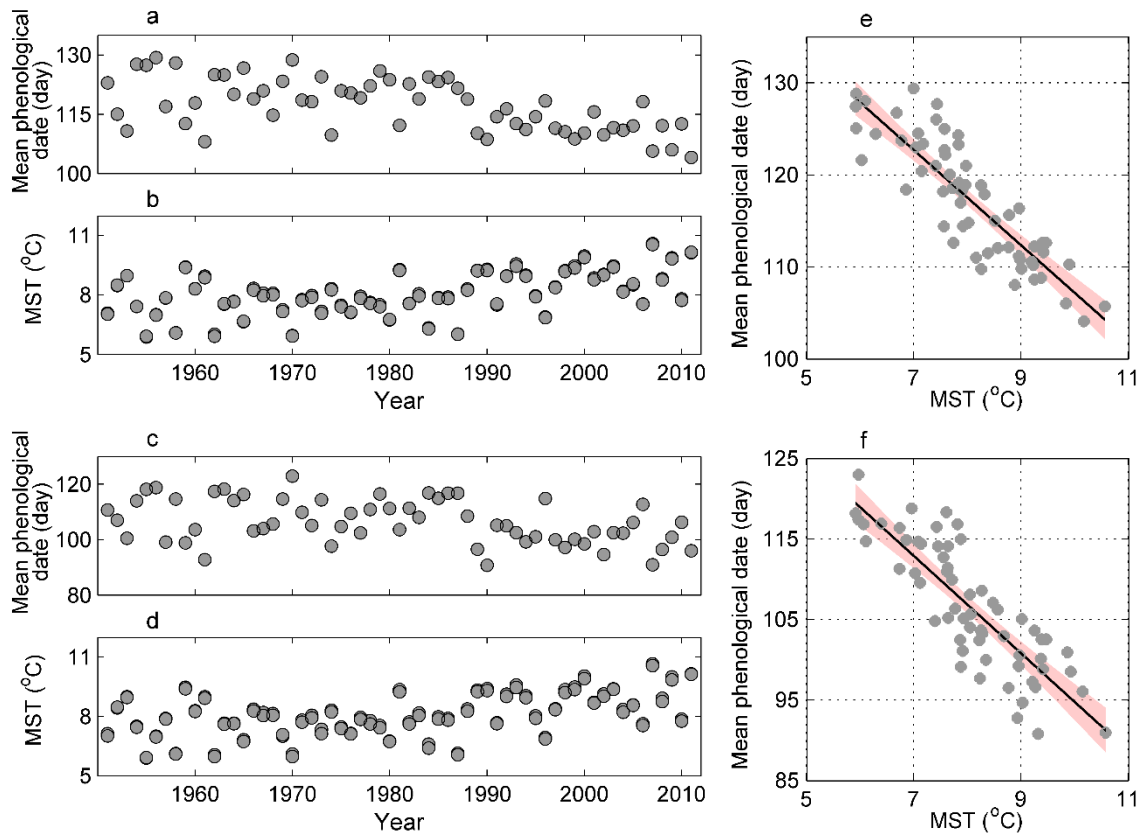 a
Mean phenological
date (day)
130
115
100
b
MST (°C)
11
8
5
1960 1970 1980 1990 2000 2010
Year
c
Mean phenological
date (day)
120
100
80
d
MST (°C)
11
8
5
1960 1970 1980 1990 2000 2010
Year
e
Mean phenological date (day)
130
120
110
100
5 7 9 11
MST (°C)
f
Mean phenological date (day)
125
115
105
95
85
5 7 9 11
MST (°C)